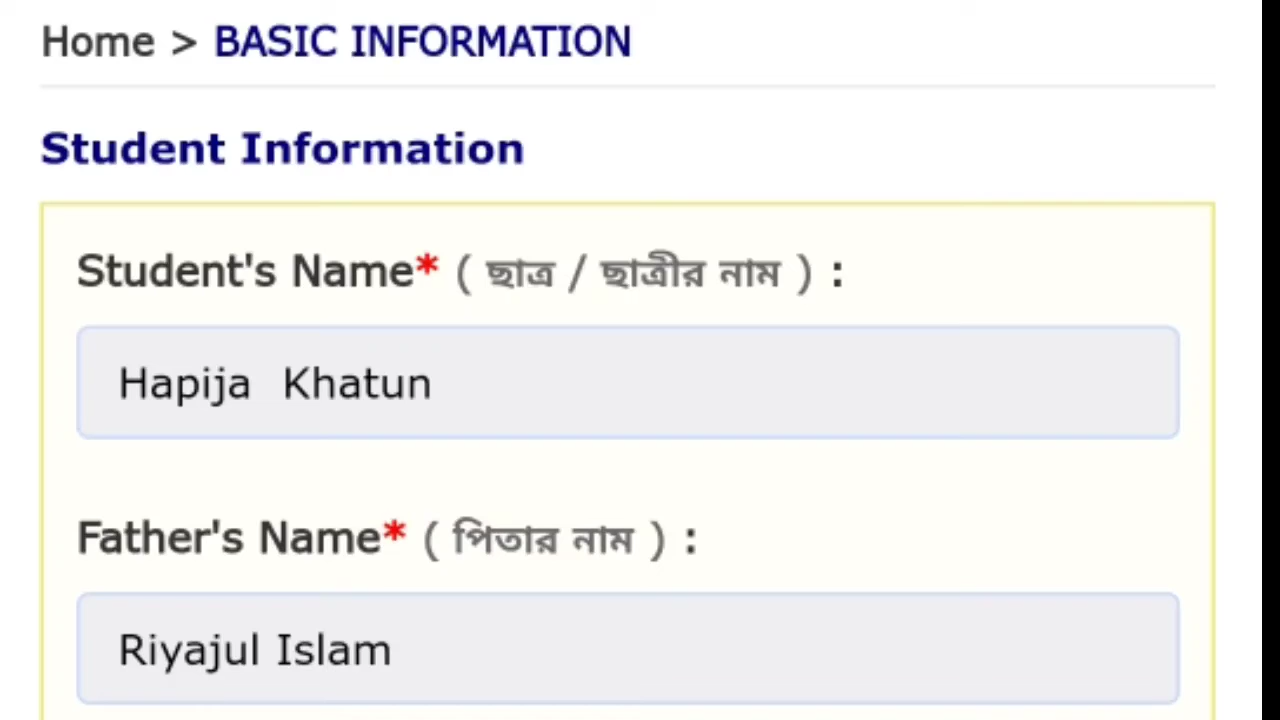 Home > BASIC INFORMATION
Student Information
Student's Name* ( ছাত্র / ছাত্রীর নাম ) :
Hapija  Khatun
Father's Name* ( পিতার নাম ) :
Riyajul Islam